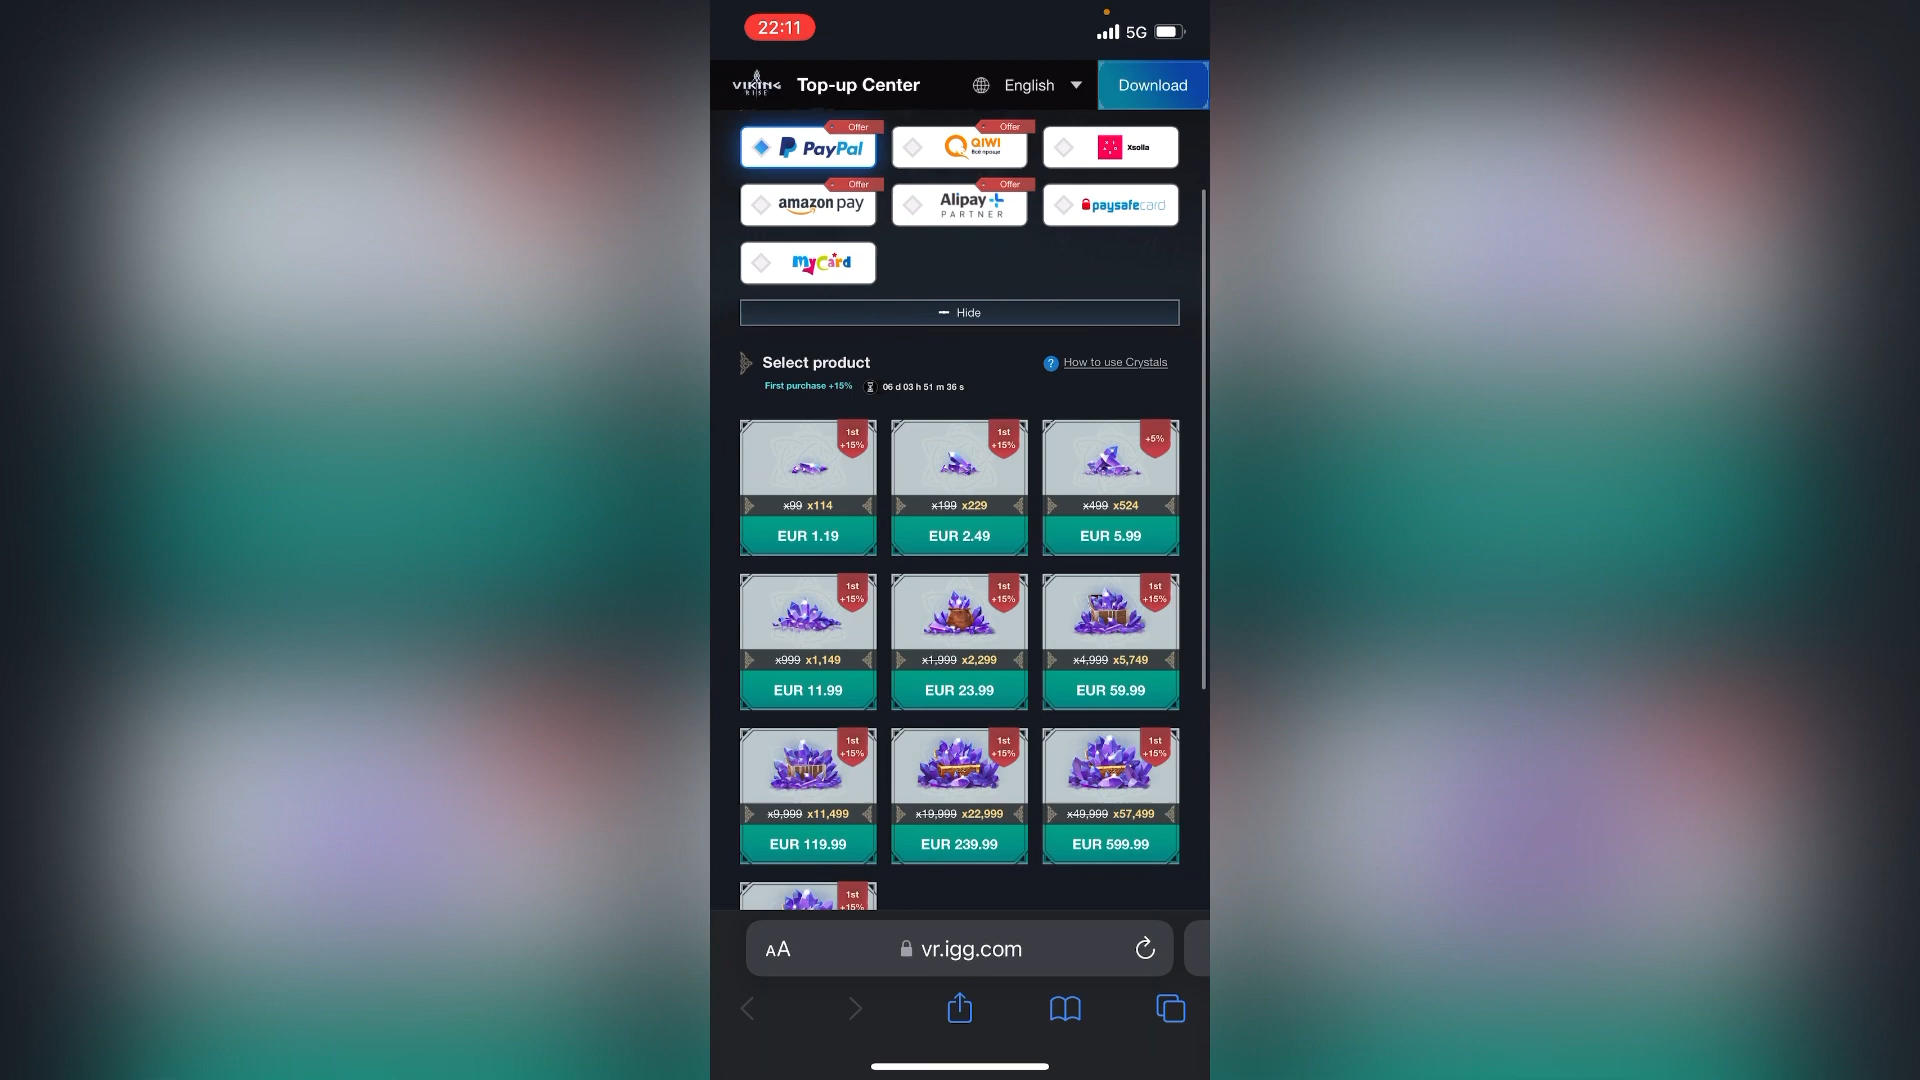 22:11
5G
VIKING
RISE
Top-up Center
English
Download
Offer
Offer
PayPal
QIWI
Всё проще
Xsolla
Offer
Offer
amazon pay
Alipay+
PARTNER
paysafecard
MyCard
Hide
Select product
? How to use Crystals
First purchase +15%
06 d 03 h 51 m 36 s
1st
+15%
1st
+15%
+5%
x99 x114
x199 x229
x499 x524
EUR 1.19
EUR 2.49
EUR 5.99
1st
+15%
1st
+15%
1st
+15%
x999 x1,149
x1,999 x2,299
x4,999 x5,749
EUR 11.99
EUR 23.99
EUR 59.99
1st
+15%
1st
+15%
1st
+15%
x9,999 x11,499
x19,999 x22,999
x49,999 x57,499
EUR 119.99
EUR 239.99
EUR 599.99
1st
+15%
AA
vr.igg.com